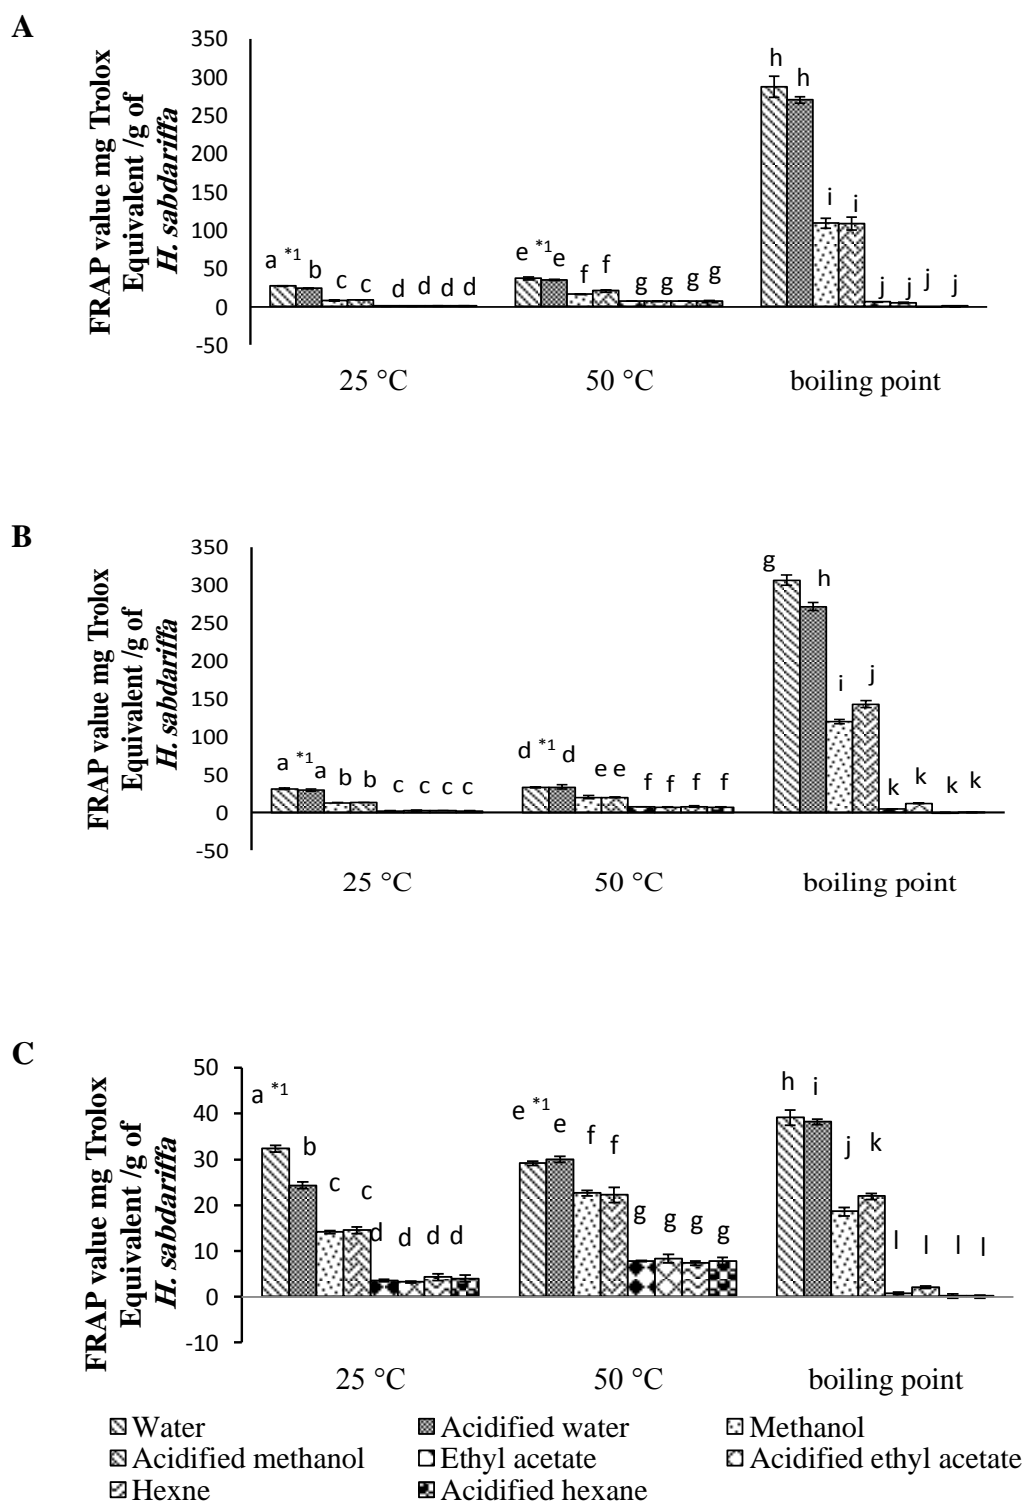 A
FRAP value mg Trolox
Equivalent /g of
H. sabdariffa
350
300
250
200
150
100
50
0
-50
a *1 b c c d d d d
e *1 e f f g g g g
h h i i j j j j
25 °C 50 °C boiling point
B
FRAP value mg Trolox
Equivalent /g of
H. sabdariffa
350
300
250
200
150
100
50
0
-50
a *1 a b b c c c c
d *1 d e e f f f f
g h i j k k k k
25 °C 50 °C boiling point
C
FRAP value mg Trolox
Equivalent /g of
H. sabdariffa
50
40
30
20
10
0
-10
a *1 b c c d d d d
e *1 e f f g g g g
h i j k l l l l
25 °C 50 °C boiling point
Water Acidified water Methanol
Acidified methanol Ethyl acetate Acidified ethyl acetate
Hexne Acidified hexane